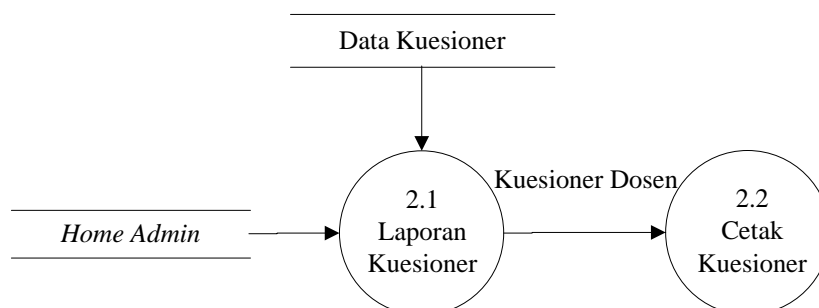 Data Kuesioner
Kuesioner Dosen
2.1
Laporan
Kuesioner
2.2
Cetak
Kuesioner
Home Admin